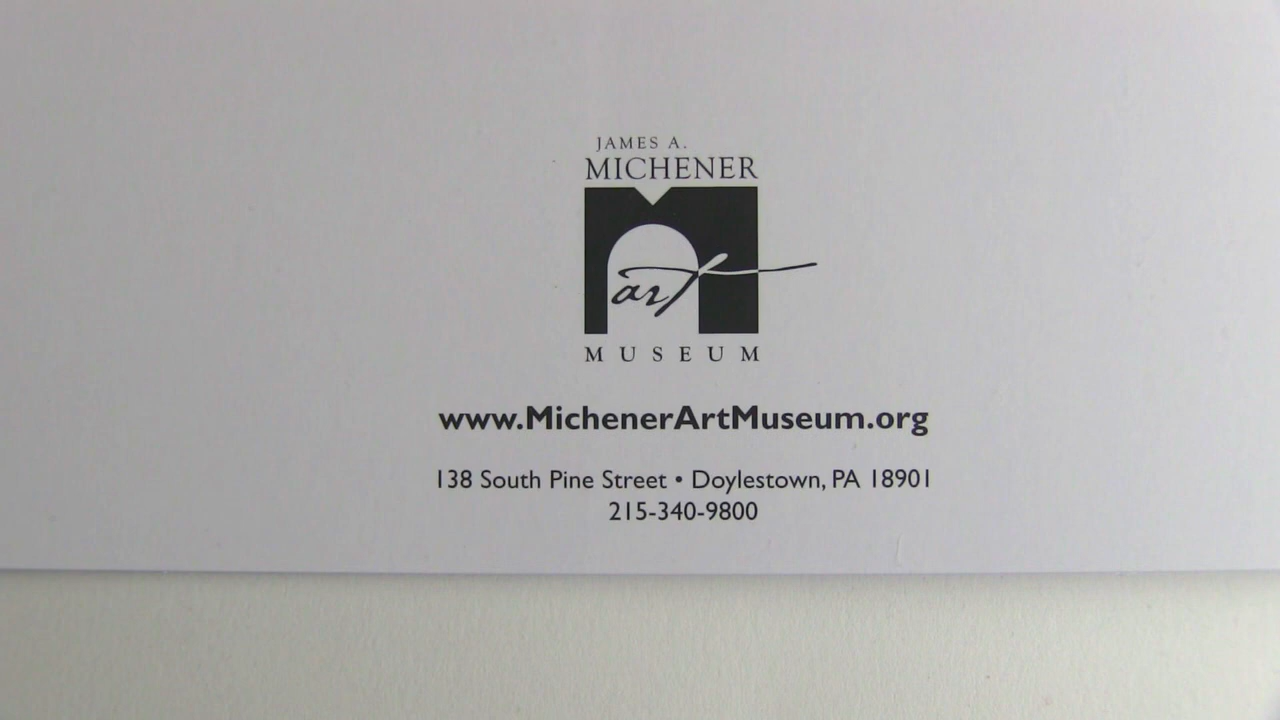 JAMES A.
MICHENER
art
MUSEUM
www.MichenerArtMuseum.org
138 South Pine Street • Doylestown, PA 18901
215-340-9800